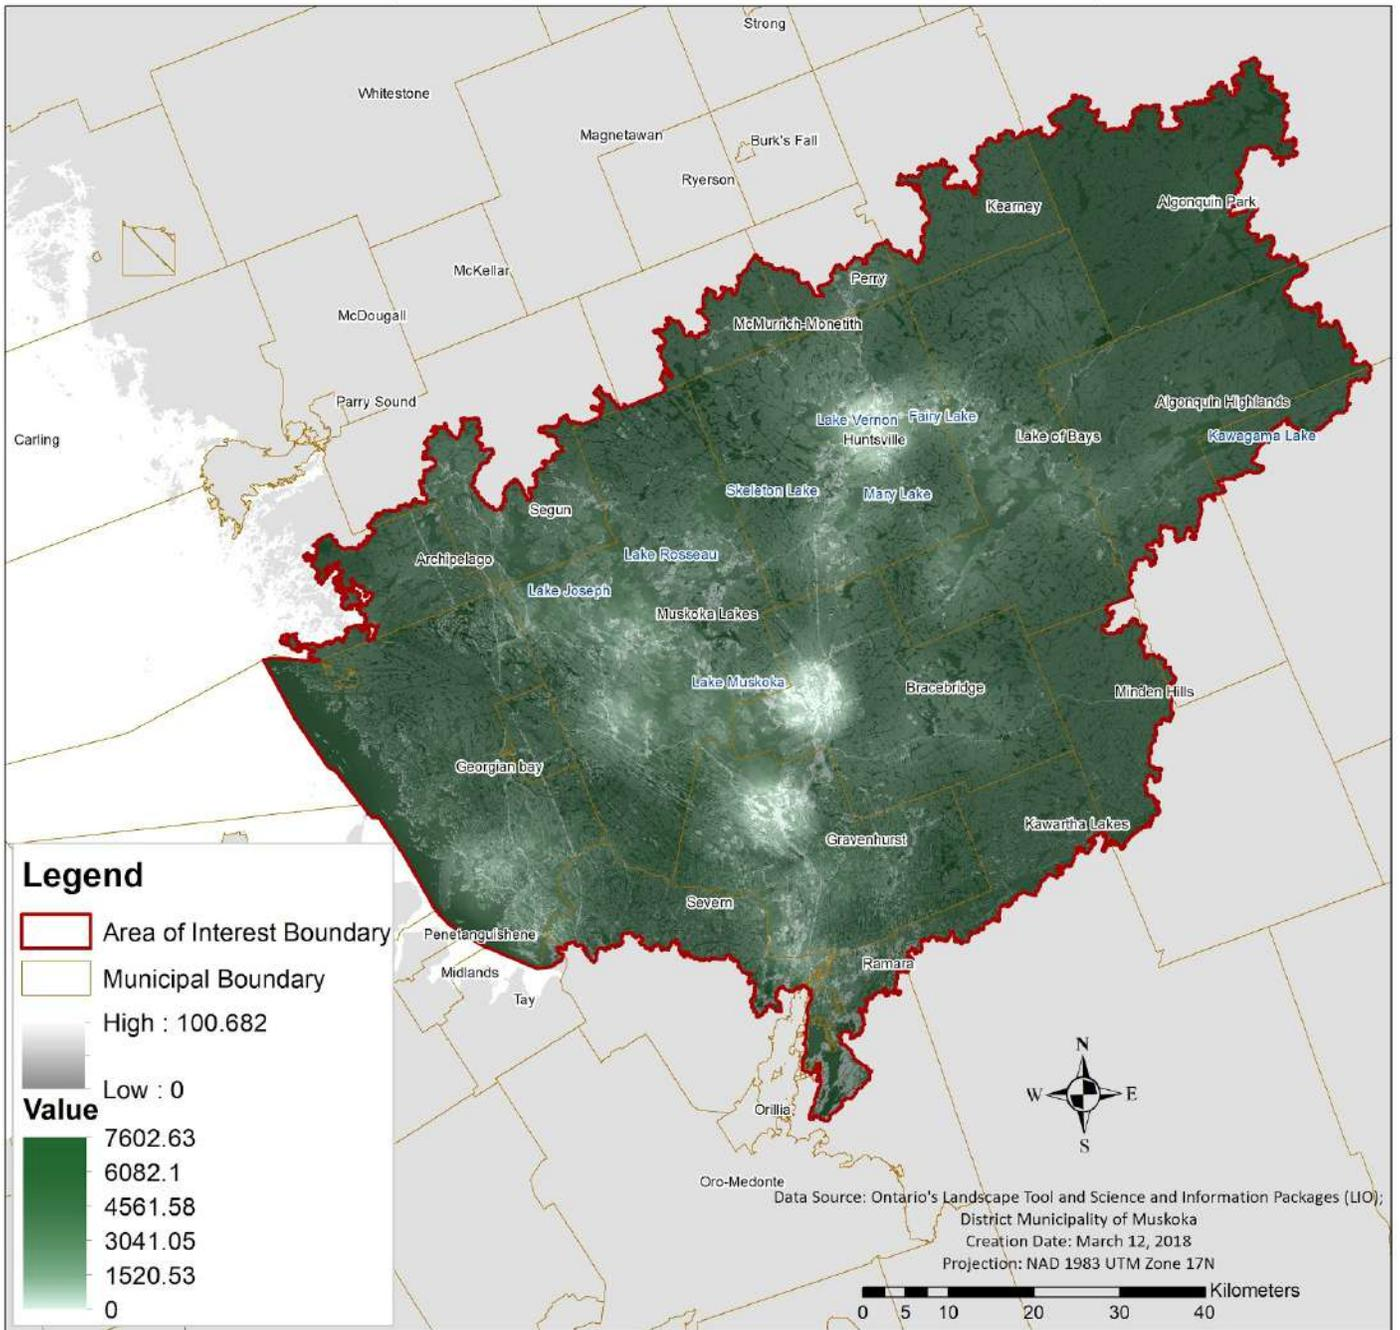 Strong
Whitestone
Magnetawan
Burk's Fall
Ryerson
Kearney
Algonquin Park
McKellar
Perry
McDougall
McMurrich-Monetith
Parry Sound
Algonquin Highlands
Carling
Lake Vernon
Fairy Lake
Huntsville
Lake of Bays
Kawagama Lake
Skeleton Lake
Mary Lake
Segun
Archipelago
Lake Rosseau
Lake Joseph
Muskoka Lakes
Lake Muskoka
Bracebridge
Minden Hills
Georgian bay
Gravenhurst
Kawartha Lakes
Severn
Penetanguishene
Midlands
Tay
Ramara
Orillia
Oro-Medonte
Legend
Area of Interest Boundary
Municipal Boundary
High : 100.682
Low : 0
Value
7602.63
6082.1
4561.58
3041.05
1520.53
0
N
W E
S
Data Source: Ontario's Landscape Tool and Science and Information Packages (LIO);
District Municipality of Muskoka
Creation Date: March 12, 2018
Projection: NAD 1983 UTM Zone 17N
Kilometers
0 5 10 20 30 40